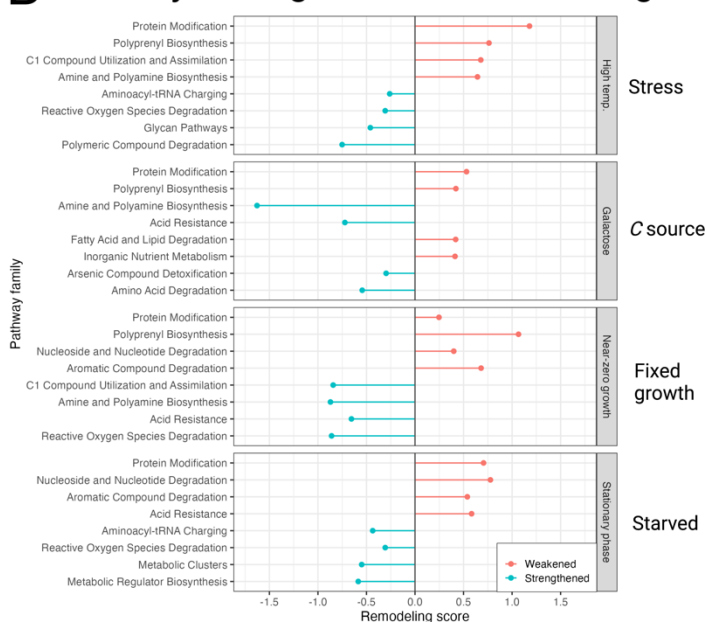 Protein Modification
Polyprenyl Biosynthesis
C1 Compound Utilization and Assimilation
Amine and Polyamine Biosynthesis
Aminoacyl-tRNA Charging
Reactive Oxygen Species Degradation
Glycan Pathways
Polymeric Compound Degradation
High temp.
Stress
Protein Modification
Polyprenyl Biosynthesis
Amine and Polyamine Biosynthesis
Acid Resistance
Fatty Acid and Lipid Degradation
Inorganic Nutrient Metabolism
Arsenic Compound Detoxification
Amino Acid Degradation
Galactose
C source
Pathway family
Protein Modification
Polyprenyl Biosynthesis
Nucleoside and Nucleotide Degradation
Aromatic Compound Degradation
C1 Compound Utilization and Assimilation
Amine and Polyamine Biosynthesis
Acid Resistance
Reactive Oxygen Species Degradation
Near-zero growth
Fixed
growth
Protein Modification
Nucleoside and Nucleotide Degradation
Aromatic Compound Degradation
Acid Resistance
Aminoacyl-tRNA Charging
Reactive Oxygen Species Degradation
Metabolic Clusters
Metabolic Regulator Biosynthesis
Stationary phase
Starved
Weakened
Strengthened
-1.5 -1.0 -0.5 0.0 0.5 1.0 1.5
Remodeling score